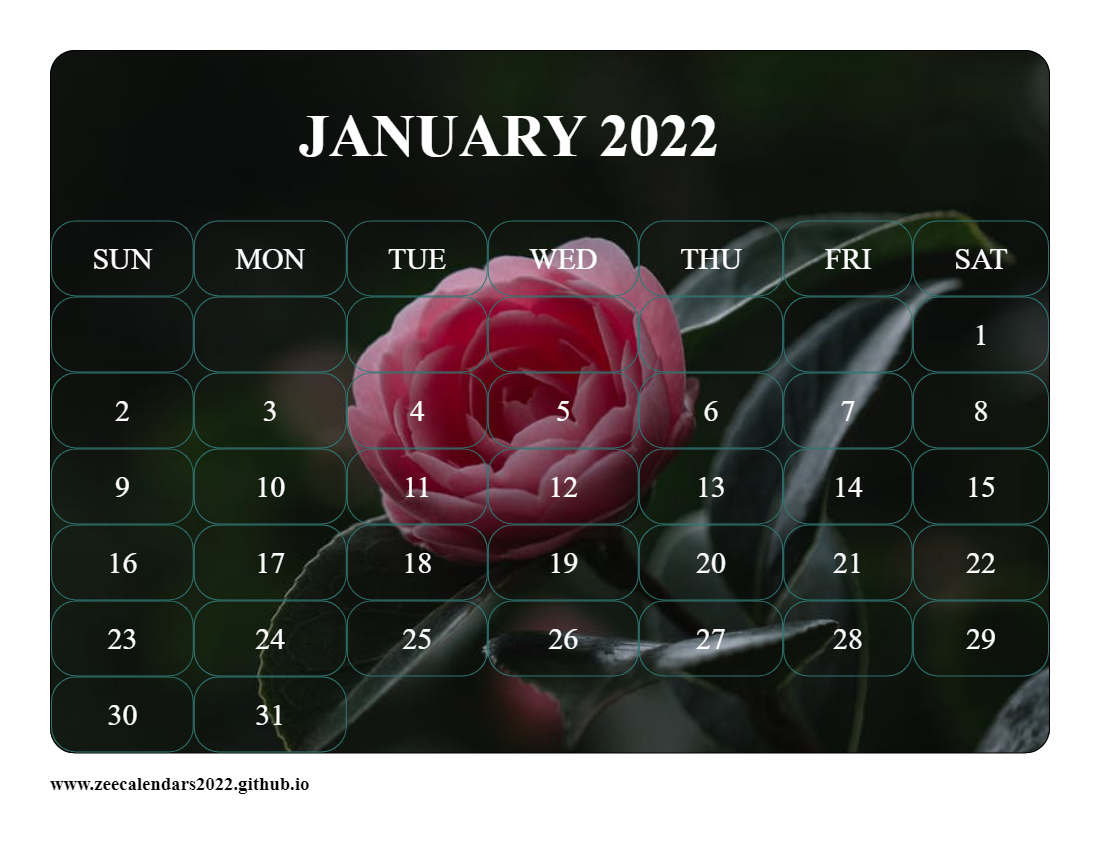 JANUARY 2022
SUN MON TUE WED THU FRI SAT
1
2 3 4 5 6 7 8
9 10 11 12 13 14 15
16 17 18 19 20 21 22
23 24 25 26 27 28 29
30 31
www.zeecalendars2022.github.io